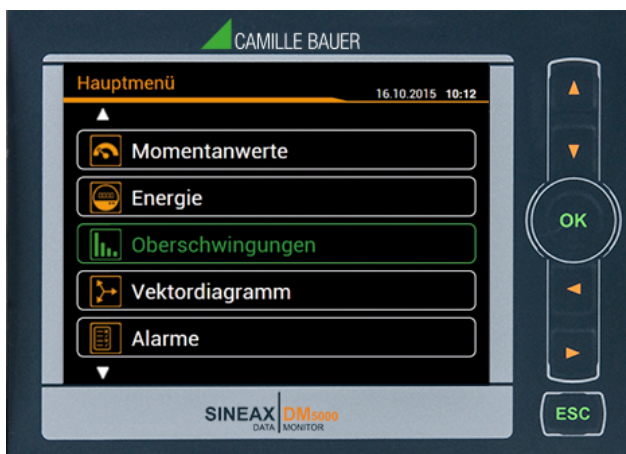 CAMILLE BAUER
Hauptmenü
16.10.2015 10:12
Momentanwerte
Energie
Oberschwingungen
Vektordiagramm
Alarme
OK
ESC
SINEAX DM5000
DATA MONITOR